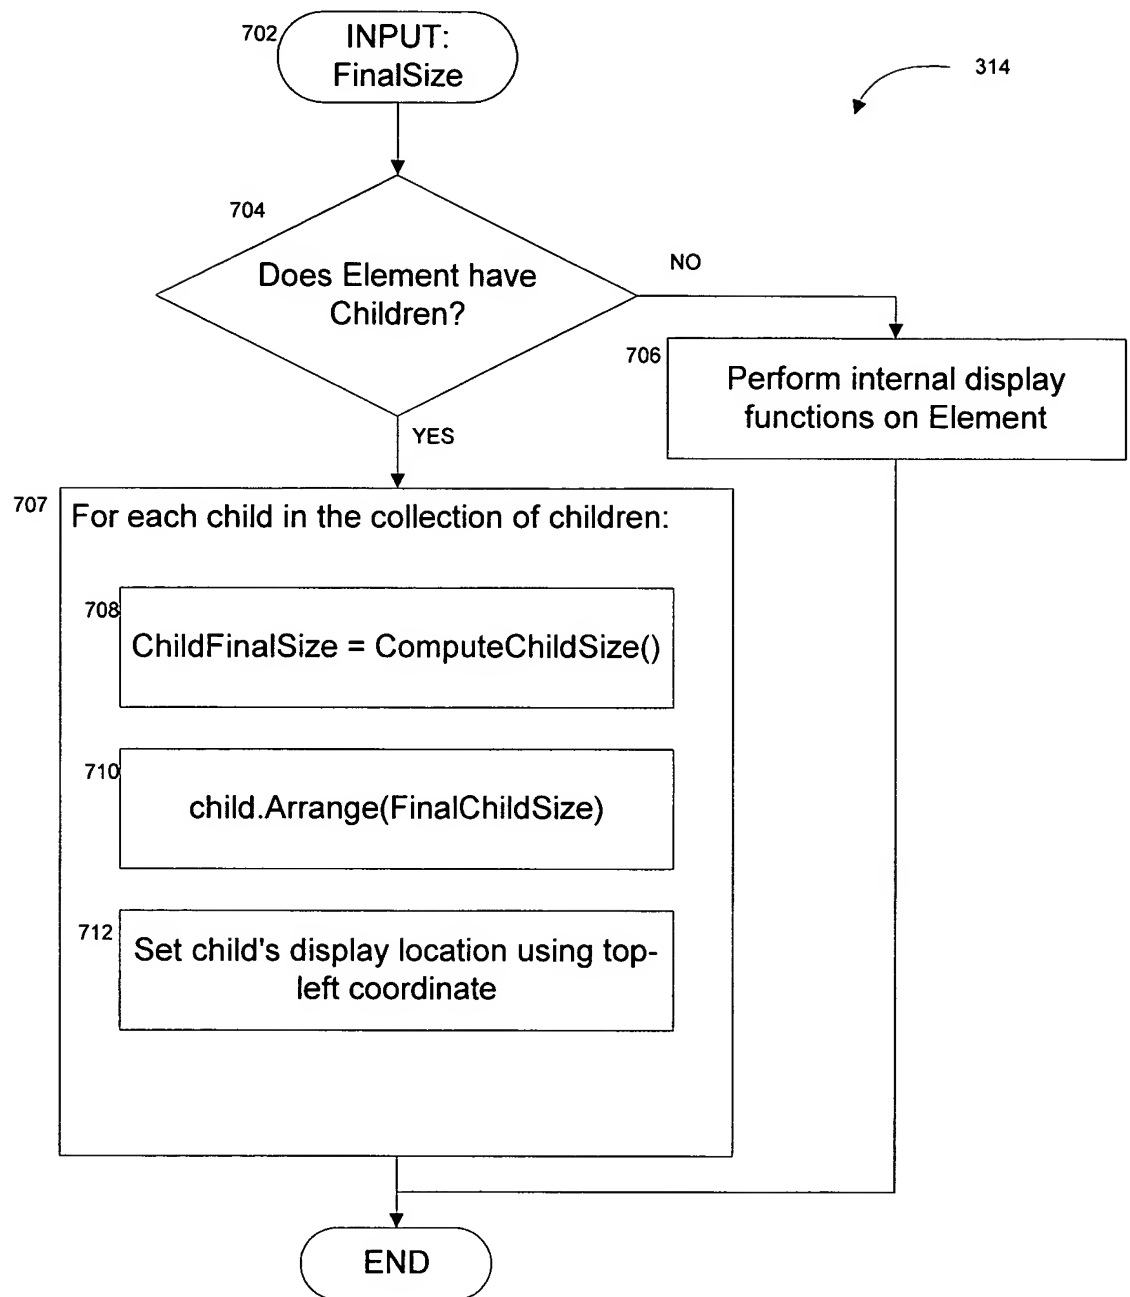 702
INPUT:
FinalSize
314
704
Does Element have
Children?
NO
706
Perform internal display
functions on Element
YES
707
For each child in the collection of children:
708
ChildFinalSize = ComputeChildSize()
710
child.Arrange(FinalChildSize)
712
Set child's display location using top-
left coordinate
END